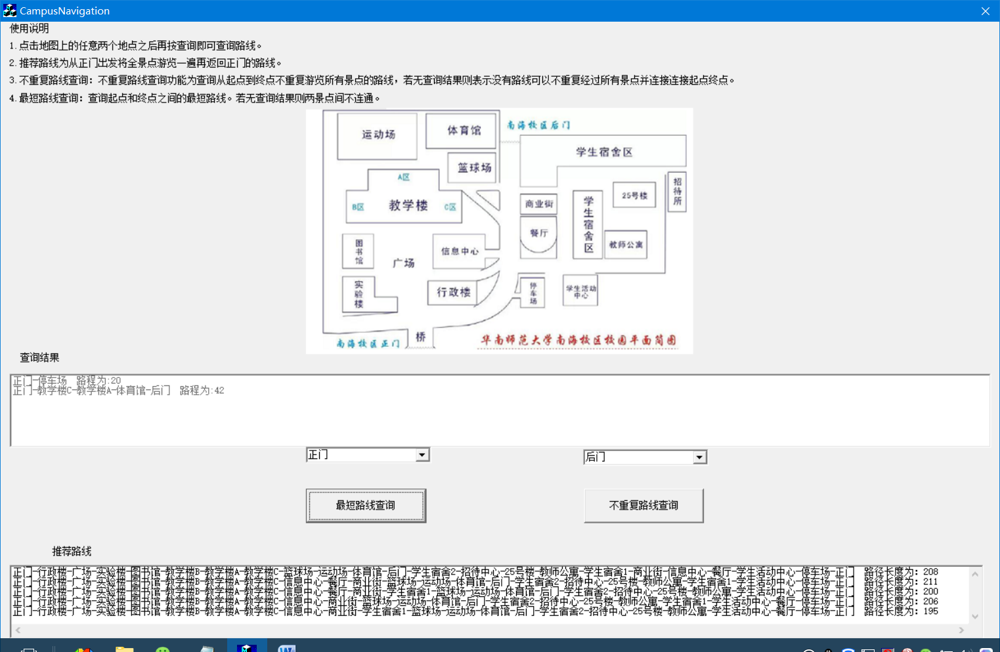 CampusNavigation
使用说明
1. 点击地图上的任意两个地点之后再按查询即可查询路线。
2. 推荐路线为从正门出发将全景点游览一遍再返回正门的路线。
3. 不重复路线查询：不重复路线查询功能为查询从起点到终点不重复游览所有景点的路线，若无查询结果则表示没有路线可以不重复经过所有景点并连接连接起点终点。
4. 最短路线查询：查询起点和终点之间的最短路线。若无查询结果则两景点间不连通。
运动场
体育馆
南海校区后门
学生宿舍区
篮球场
A区
招待所
25号楼
教学楼
B区
C区
商业街
学生宿舍区
餐厅
图书馆
信息中心
教师公寓
广场
实验楼
行政楼
停车场
学生活动中心
桥
南海校区正门
华南师范大学南海校区校园平面简图
查询结果
正门-停车场 路程为:20
正门-教学楼C-教学楼A-体育馆-后门 路程为:42
正门
后门
最短路线查询
不重复路线查询
推荐路线
正门-行政楼-广场-实验楼-图书馆-教学楼B-教学楼A-教学楼C-篮球场-运动场-体育馆-后门-学生宿舍2-招待中心-25号楼-教师公寓-学生宿舍1-商业街-信息中心-餐厅-学生活动中心-停车场-正门 路径长度为: 208
正门-行政楼-广场-实验楼-图书馆-教学楼B-教学楼A-教学楼C-信息中心-餐厅-商业街-篮球场-运动场-体育馆-后门-学生宿舍2-招待中心-25号楼-教师公寓-学生宿舍1-学生活动中心-停车场-正门 路径长度为: 211
正门-行政楼-广场-实验楼-图书馆-教学楼B-教学楼A-教学楼C-信息中心-餐厅-商业街-学生宿舍1-篮球场-运动场-体育馆-后门-学生宿舍2-招待中心-25号楼-教师公寓-学生活动中心-停车场-正门 路径长度为: 200
正门-行政楼-广场-实验楼-图书馆-教学楼B-教学楼A-教学楼C-信息中心-商业街-篮球场-运动场-体育馆-后门-学生宿舍2-招待中心-25号楼-教师公寓-学生宿舍1-学生活动中心-餐厅-停车场-正门 路径长度为: 206
正门-行政楼-广场-实验楼-图书馆-教学楼B-教学楼A-教学楼C-信息中心-商业街-学生宿舍1-篮球场-运动场-体育馆-后门-学生宿舍2-招待中心-25号楼-教师公寓-学生活动中心-餐厅-停车场-正门 路径长度为: 195